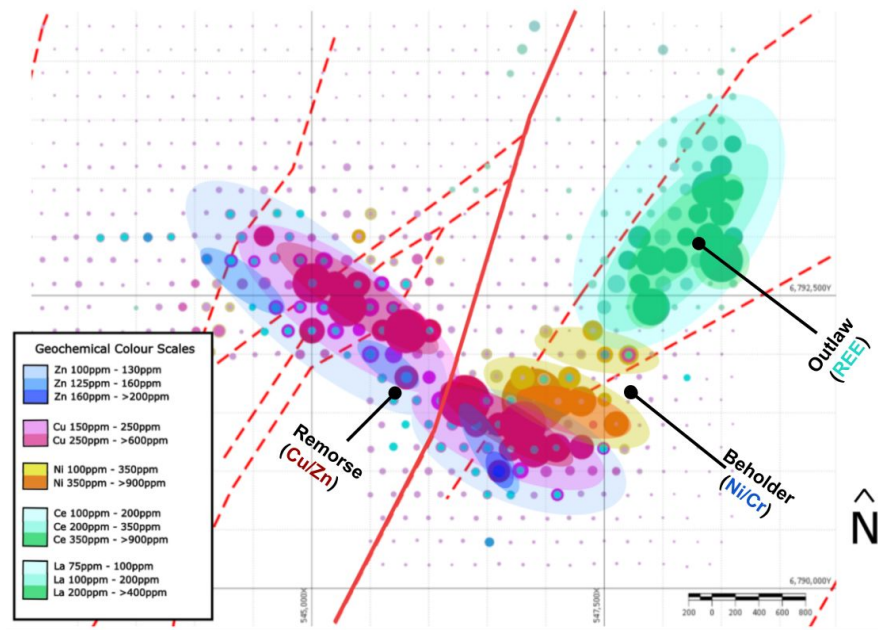 Geochemical Colour Scales
Zn 100ppm - 130ppm
Zn 125ppm - 160ppm
Zn 160ppm - >200ppm
Cu 150ppm - 250ppm
Cu 250ppm - >600ppm
Ni 100ppm - 350ppm
Ni 350ppm - >900ppm
Ce 100ppm - 200ppm
Ce 200ppm - 350ppm
Ce 350ppm - >900ppm
La 75ppm - 100ppm
La 100ppm - 200ppm
La 200ppm - >400ppm
Remorse
(Cu/Zn)
Outlaw
(REE)
Beholder
(Ni/Cr)
6,792,500Y
6,790,000Y
545,000X
547,500X
N
200 0 200 400 600 800